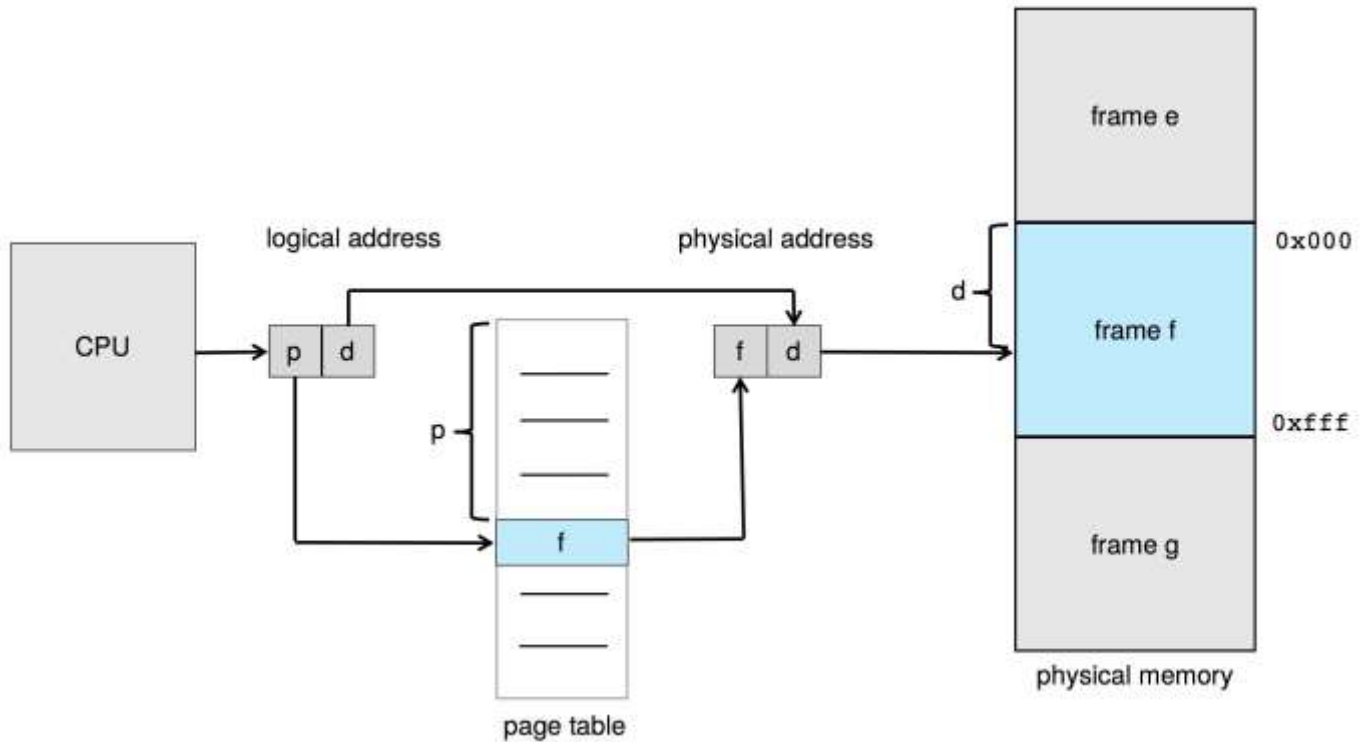 frame e
logical address
physical address
0x000
d
CPU
p d
f d
frame f
p
0xfff
f
frame g
physical memory
page table